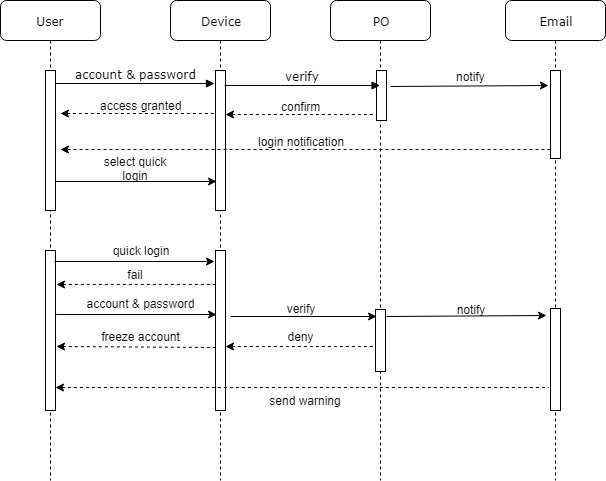 User
Device
PO
Email
account & password
verify
notify
access granted
confirm
login notification
select quick
login
quick login
fail
account & password
verify
notify
freeze account
deny
send warning